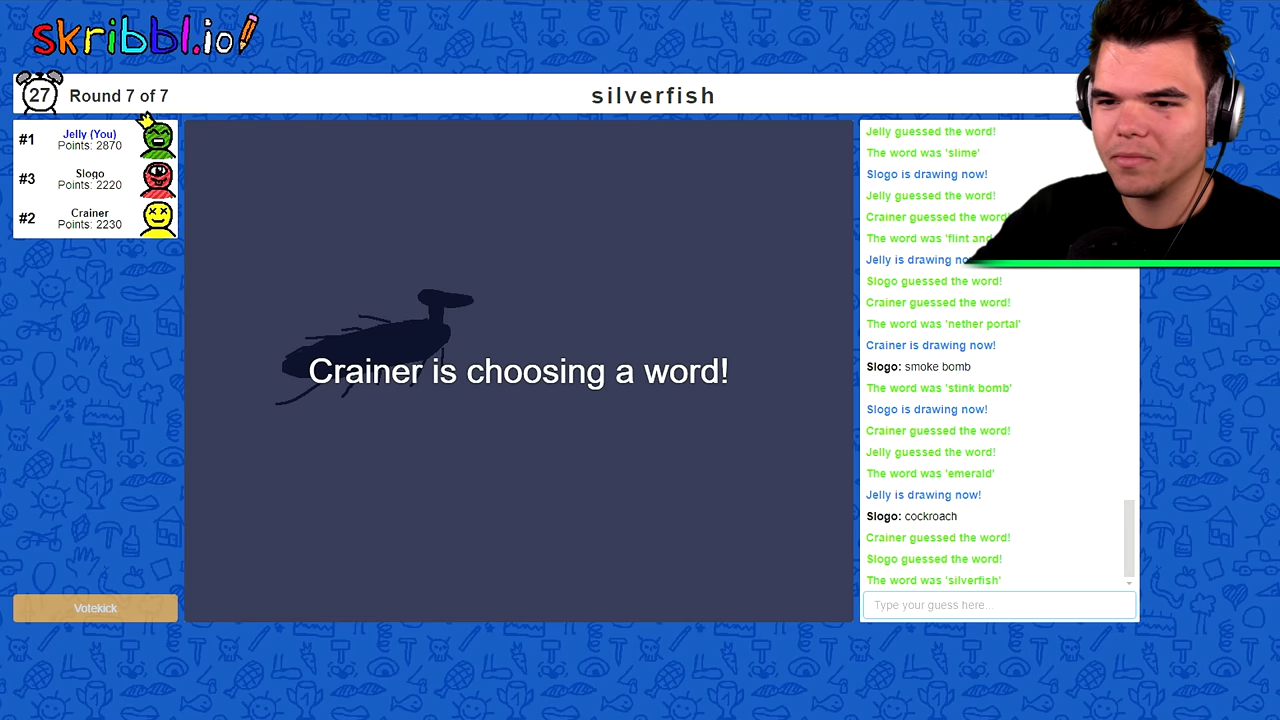 skribbl.io
27
Round 7 of 7
silverfish
#1
Jelly (You)
Points: 2870
#3
Slogo
Points: 2220
#2
Crainer
Points: 2230
Votekick
Crainer is choosing a word!
Jelly guessed the word!
The word was 'slime'
Slogo is drawing now!
Jelly guessed the word!
Crainer guessed the word!
The word was 'flint and
Jelly is drawing
Slogo guessed the word!
Crainer guessed the word!
The word was 'nether portal'
Crainer is drawing now!
Slogo: smoke bomb
The word was 'stink bomb'
Slogo is drawing now!
Crainer guessed the word!
Jelly guessed the word!
The word was 'emerald'
Jelly is drawing now!
Slogo: cockroach
Crainer guessed the word!
Slogo guessed the word!
The word was 'silverfish'
Type your guess here...